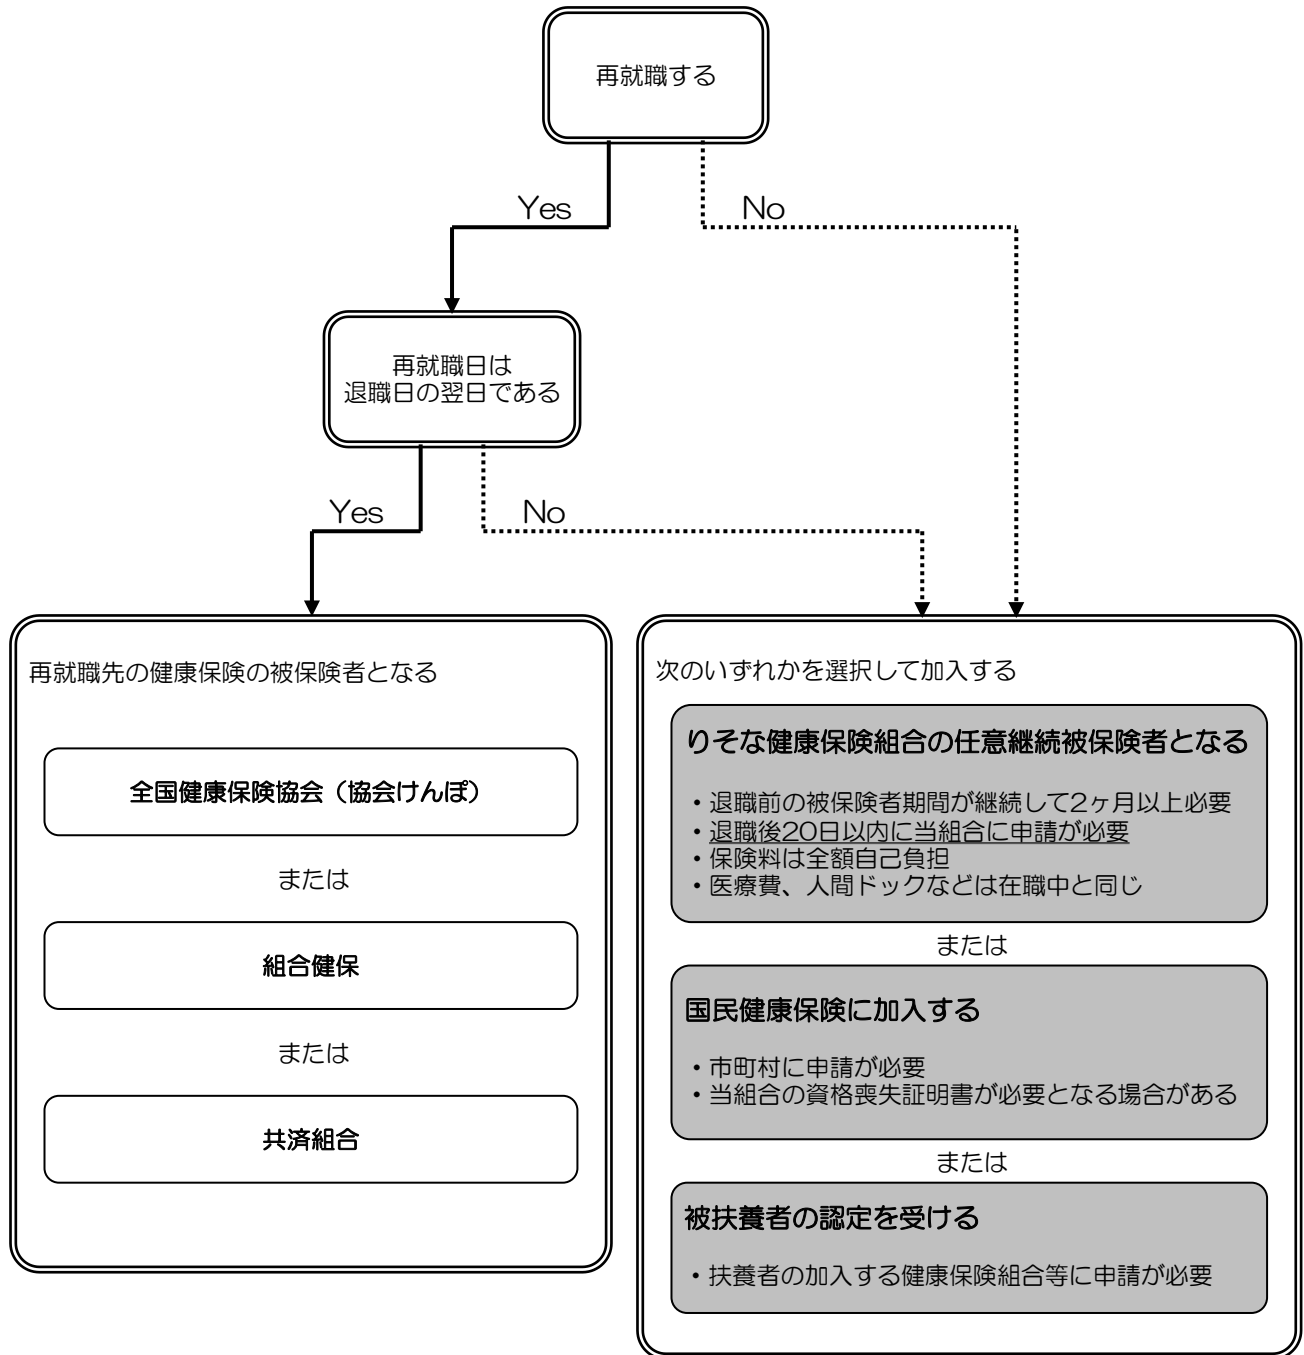 再就職する
Yes
No
再就職日は
退職日の翌日である
Yes
No
再就職先の健康保険の被保険者となる
全国健康保険協会（協会けんぽ）
または
組合健保
または
共済組合
次のいずれかを選択して加入する
りそな健康保険組合の任意継続被保険者となる
・退職前の被保険者期間が継続して2ヶ月以上必要
・退職後20日以内に当組合に申請が必要
・保険料は全額自己負担
・医療費、人間ドックなどは在職中と同じ
または
国民健康保険に加入する
・市町村に申請が必要
・当組合の資格喪失証明書が必要となる場合がある
または
被扶養者の認定を受ける
・扶養者の加入する健康保険組合等に申請が必要